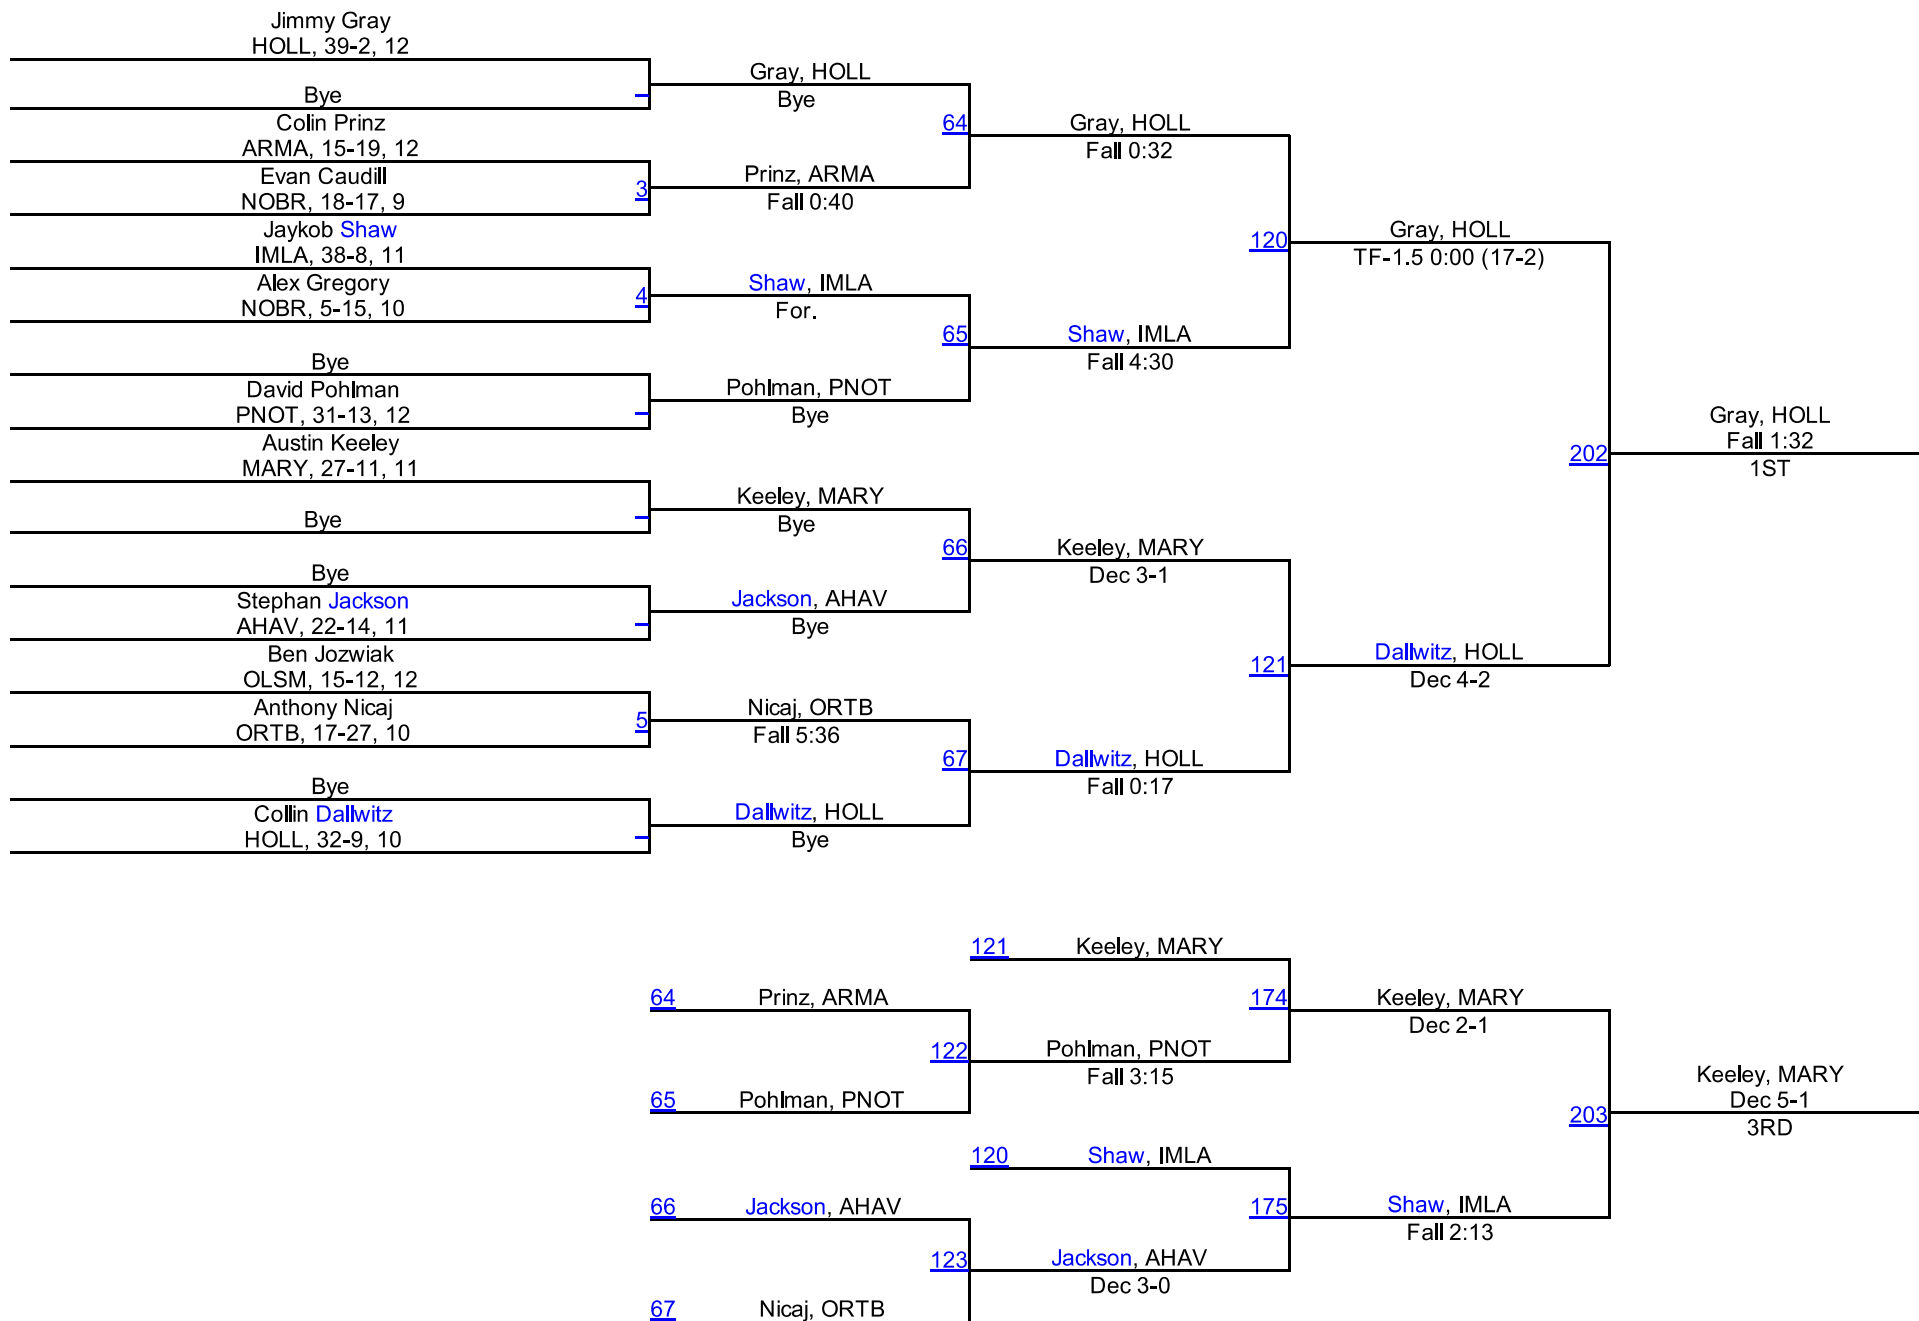 Jimmy Gray
HOLL, 39-2, 12
Bye
Colin Prinz
ARMA, 15-19, 12
Evan Caudill
NOBR, 18-17, 9
3
Jaykob Shaw
IMLA, 38-8, 11
Alex Gregory
NOBR, 5-15, 10
4
Bye
David Pohlman
PNOT, 31-13, 12
Austin Keeley
MARY, 27-11, 11
Bye
Bye
Stephan Jackson
AHAV, 22-14, 11
Ben Jozwiak
OLSM, 15-12, 12
Anthony Nicaj
ORTB, 17-27, 10
5
Bye
Collin Dallwitz
HOLL, 32-9, 10
Gray, HOLL
Bye
64
Prinz, ARMA
Fall 0:40
Shaw, IMLA
For.
65
Pohlman, PNOT
Bye
Keeley, MARY
Bye
66
Jackson, AHAV
Bye
Nicaj, ORTB
Fall 5:36
67
Dallwitz, HOLL
Bye
Gray, HOLL
Fall 0:32
120
Shaw, IMLA
Fall 4:30
Keeley, MARY
Dec 3-1
121
Dallwitz, HOLL
Fall 0:17
Gray, HOLL
TF-1.5 0:00 (17-2)
202
Dallwitz, HOLL
Dec 4-2
Gray, HOLL
Fall 1:32
1ST
64 Prinz, ARMA
122
65 Pohlman, PNOT
66 Jackson, AHAV
123
67 Nicaj, ORTB
121 Keeley, MARY
174
Pohlman, PNOT
Fall 3:15
120 Shaw, IMLA
175
Jackson, AHAV
Dec 3-0
Keeley, MARY
Dec 2-1
203
Shaw, IMLA
Fall 2:13
Keeley, MARY
Dec 5-1
3RD